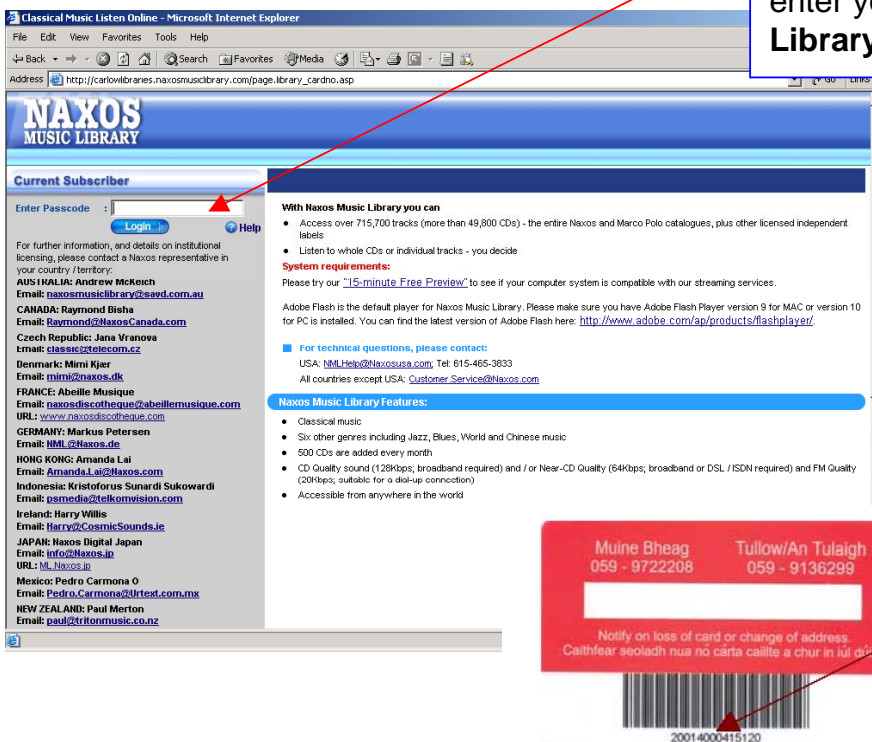 enter yo
Library
Classical Music Listen Online - Microsoft Internet Explorer
File Edit View Favorites Tools Help
Back Search Favorites Media
Address http://carlowlibraries.naxosmusiclibrary.com/page.library_cardno.asp Go Links
NAXOS
MUSIC LIBRARY
Current Subscriber
Enter Passcode :
Login Help
For further information, and details on institutional
licensing, please contact a Naxos representative in
your country /territory:
AUSTRALIA: Andrew McKeich
Email: naxosmusiclibrary@savd.com.au
CANADA: Raymond Bisha
Email: Raymond@NaxosCanada.com
Czech Republic: Jana Vranova
Email: classic@telecom.cz
Denmark: Mimi Kjær
Email: mimi@naxos.dk
FRANCE: Abeille Musique
Email: naxosdiscotheque@abeillemusique.com
URL: www.naxosdiscotheque.com
GERMANY: Markus Petersen
Email: NML@Naxos.de
HONG KONG: Amanda Lai
Email: Amanda.Lai@Naxos.com
Indonesia: Kristoforus Sunardi Sukowardi
Email: psmedia@telkomvision.com
Ireland: Harry Willis
Email: Harry@CosmicSounds.ie
JAPAN: Naxos Digital Japan
Email: info@Naxos.jp
URL: ML.Naxos.jp
Mexico: Pedro Carmona O
Email: Pedro.Carmona@Urtext.com.mx
NEW ZEALAND: Paul Merton
Email: paul@tritonmusic.co.nz
With Naxos Music Library you can
Access over 715,700 tracks (more than 49,800 CDs) - the entire Naxos and Marco Polo catalogues, plus other licensed independent
labels
Listen to whole CDs or individual tracks - you decide
System requirements:
Please try our "15-minute Free Preview" to see if your computer system is compatible with our streaming services.
Adobe Flash is the default player for Naxos Music Library. Please make sure you have Adobe Flash Player version 9 for MAC or version 10
for PC is installed. You can find the latest version of Adobe Flash here: http://www.adobe.com/ap/products/flashplayer/.
For technical questions, please contact:
USA: NMLHelp@Naxosusa.com; Tel: 615-465-3833
All countries except USA: Customer.Service@Naxos.com
Naxos Music Library Features:
Classical music
Six other genres including Jazz, Blues, World and Chinese music
500 CDs are added every month
CD Quality sound (128Kbps; broadband required) and / or Near-CD Quality (64Kbps; broadband or DSL / ISDN required) and FM Quality
(20Kbps; suitable for a dial-up connection)
Accessible from anywhere in the world
Muine Bheag Tullow/An Tulaigh
059 - 9722208 059 - 9136299
Notify on loss of card or change of address.
Caithfear seoladh nua nó cárta caillte a chur in iúl dú
20014000415120